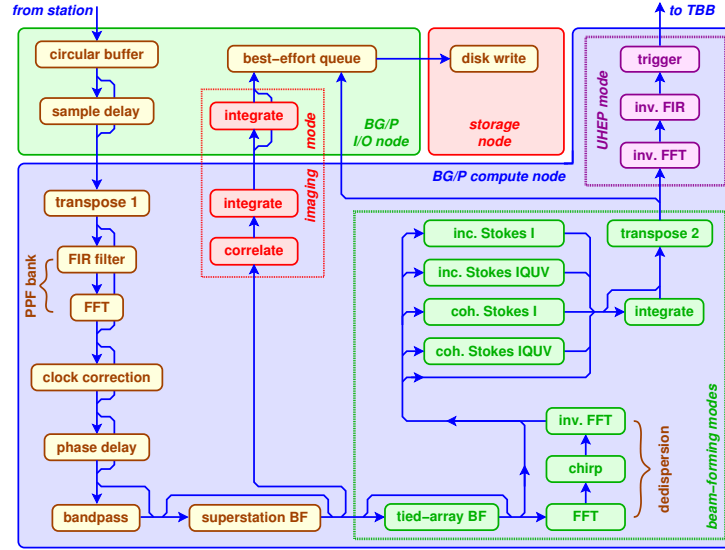 from station
to TBB
circular buffer
best-effort queue
disk write
trigger
sample delay
integrate
inv. FIR
UHEP mode
BG/P
I/O node
storage
node
mode
imaging
inv. FFT
BG/P compute node
transpose 1
integrate
correlate
inc. Stokes I
transpose 2
FIR filter
PPF bank
FFT
inc. Stokes IQUV
coh. Stokes I
integrate
coh. Stokes IQUV
clock correction
phase delay
inv. FFT
chirp
dedispersion
beam-forming modes
bandpass
superstation BF
tied-array BF
FFT